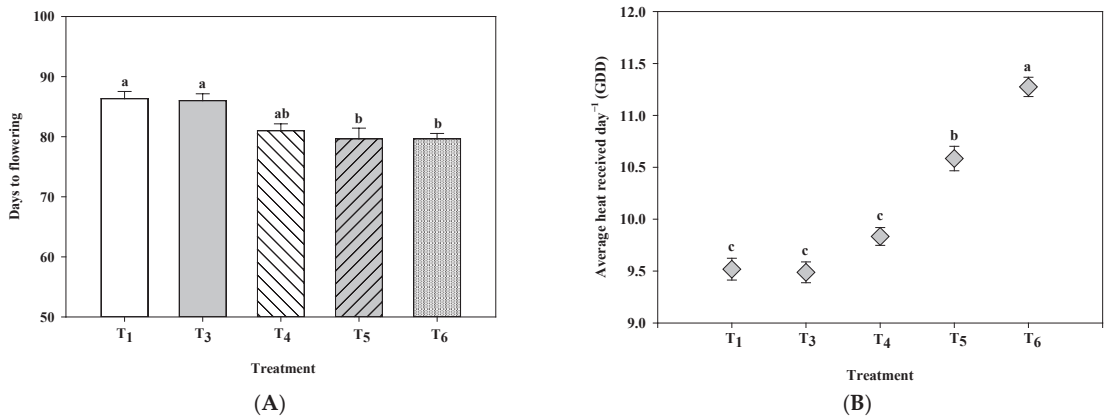 100
90
80
70
60
50
Days to flowering
a
a
ab
b
b
T1
T3
T4
T5
T6
Treatment
(A)
12.0
11.5
11.0
10.5
10.0
9.5
9.0
Average heat received day⁻¹ (GDD)
c
c
c
b
a
T1
T3
T4
T5
T6
Treatment
(B)